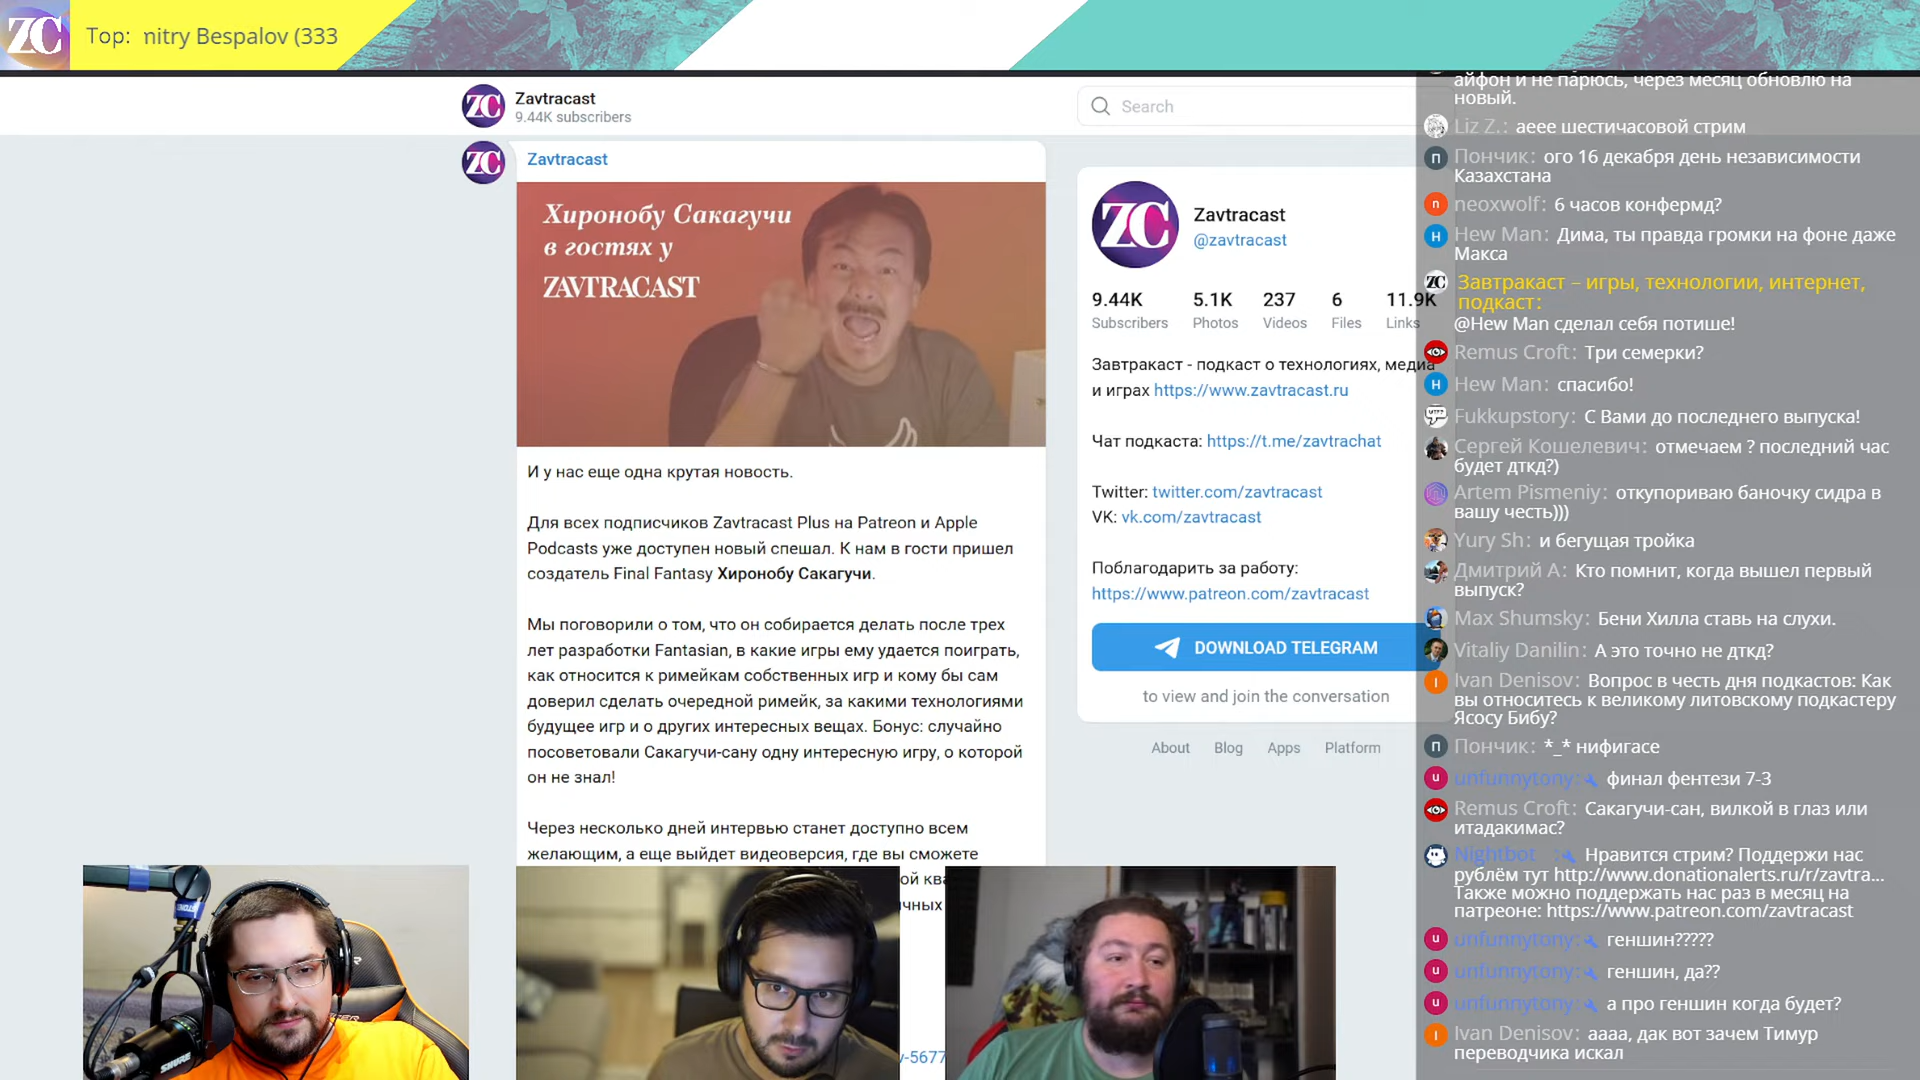 ZC
Top: nitry Bespalov (333
ZC
Zavtracast
9.44K subscribers
Search
ZC
Zavtracast
Хиронобу Сакагучи
в гостях у
ZAVTRACAST
И у нас еще одна крутая новость.
Для всех подписчиков Zavtracast Plus на Patreon и Apple
Podcasts уже доступен новый спешал. К нам в гости пришел
создатель Final Fantasy Хиронобу Сакагучи.
Мы поговорили о том, что он собирается делать после трех
лет разработки Fantasian, в какие игры ему удается поиграть,
как относится к римейкам собственных игр и кому бы сам
доверил сделать очередной римейк, за какими технологиями
будущее игр и о других интересных вещах. Бонус: случайно
посоветовали Сакагучи-сану одну интересную игру, о которой
он не знал!
Через несколько дней интервью станет доступно всем
желающим, а еще выйдет видеоверсия, где вы сможете
ой ква
чных
v-5677
ZC
Zavtracast
@zavtracast
9.44K 5.1K 237 6 11.9K
Subscribers Photos Videos Files Links
Завтракаст - подкаст о технологиях, медиа
и играх https://www.zavtracast.ru
Чат подкаста: https://t.me/zavtrachat
Twitter: twitter.com/zavtracast
VK: vk.com/zavtracast
Поблагодарить за работу:
https://www.patreon.com/zavtracast
DOWNLOAD TELEGRAM
to view and join the conversation
About Blog Apps Platform
айфон и не парюсь, через месяц обновлю на
новый.
Liz Z.: аеее шестичасовой стрим
П Пончик: ого 16 декабря день независимости
Казахстана
n neoxwolf: 6 часов конфермд?
H Hew Man: Дима, ты правда громки на фоне даже
Макса
ZC Завтракаст – игры, технологии, интернет,
подкаст:
@Hew Man сделал себя потише!
Remus Croft: Три семерки?
H Hew Man: спасибо!
Fukkupstory: С Вами до последнего выпуска!
Сергей Кошелевич: отмечаем ? последний час
будет дткд?)
Artem Pismeniy: откупориваю баночку сидра в
вашу честь)))
Yury Sh: и бегущая тройка
Дмитрий А: Кто помнит, когда вышел первый
выпуск?
Max Shumsky: Бени Хилла ставь на слухи.
Vitaliy Danilin: А это точно не дткд?
I Ivan Denisov: Вопрос в честь дня подкастов: Как
вы относитесь к великому литовскому подкастеру
Ясосу Бибу?
П Пончик: *_* нифигасе
u unfunnytony: финал фентези 7-3
Remus Croft: Сакагучи-сан, вилкой в глаз или
итадакимас?
Nightbot : Нравится стрим? Поддержи нас
рублём тут http://www.donationalerts.ru/r/zavtra...
Также можно поддержать нас раз в месяц на
патреоне: https://www.patreon.com/zavtracast
u unfunnytony: геншин?????
u unfunnytony: геншин, да??
u unfunnytony: а про геншин когда будет?
I Ivan Denisov: аааа, дак вот зачем Тимур
переводчика искал
SHURE